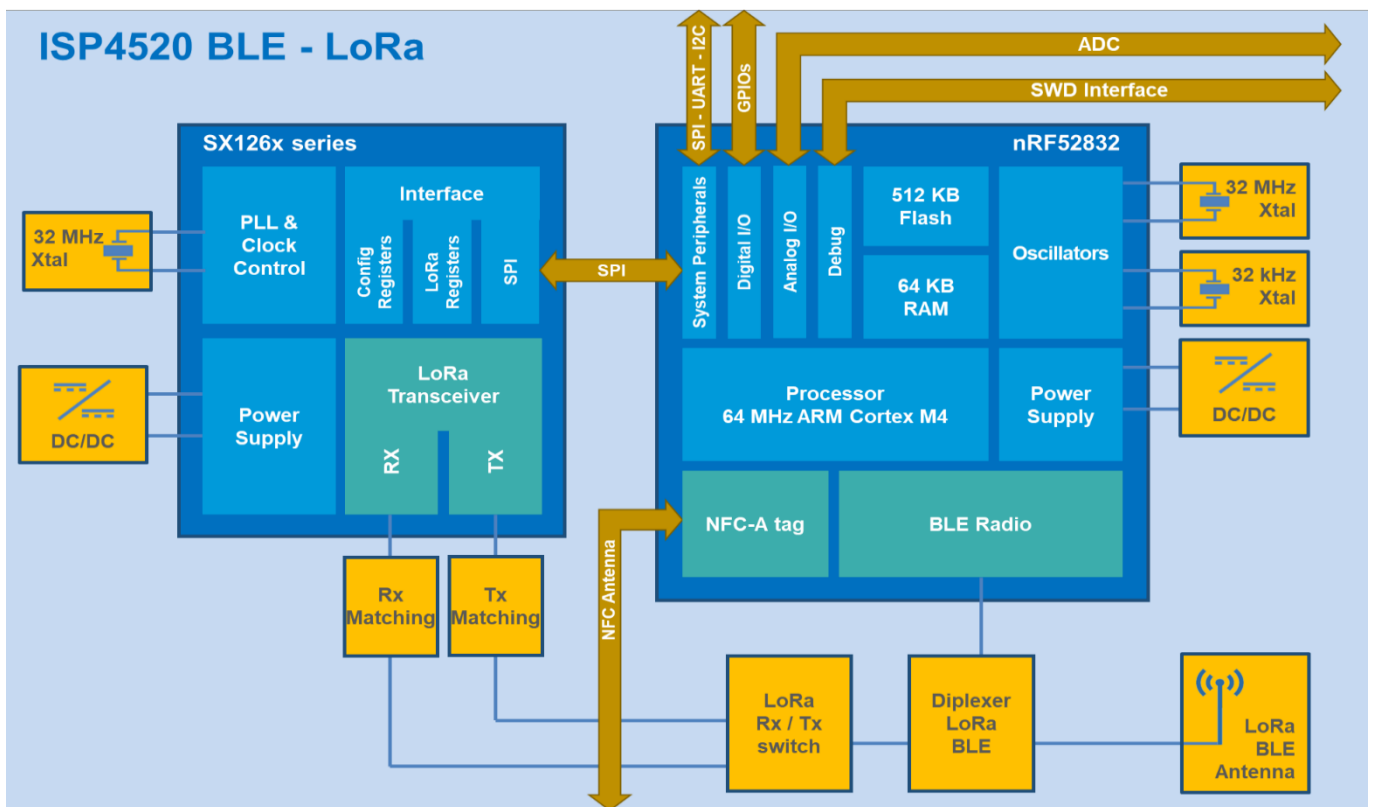 ISP4520 BLE - LoRa
SPI - UART - I2C
GPIOs
ADC
SWD Interface
SX126x series
PLL &
Clock
Control
Interface
Config
Registers
LoRa
Registers
SPI
32 MHz
Xtal
Power
Supply
DC/DC
LoRa
Transceiver
RX
TX
SPI
nRF52832
System Peripherals
Digital I/O
Analog I/O
Debug
512 KB
Flash
64 KB
RAM
Oscillators
32 MHz
Xtal
32 kHz
Xtal
Processor
64 MHz ARM Cortex M4
Power
Supply
DC/DC
NFC-A tag
BLE Radio
NFC Antenna
Rx
Matching
Tx
Matching
LoRa
Rx / Tx
switch
Diplexer
LoRa
BLE
LoRa
BLE
Antenna